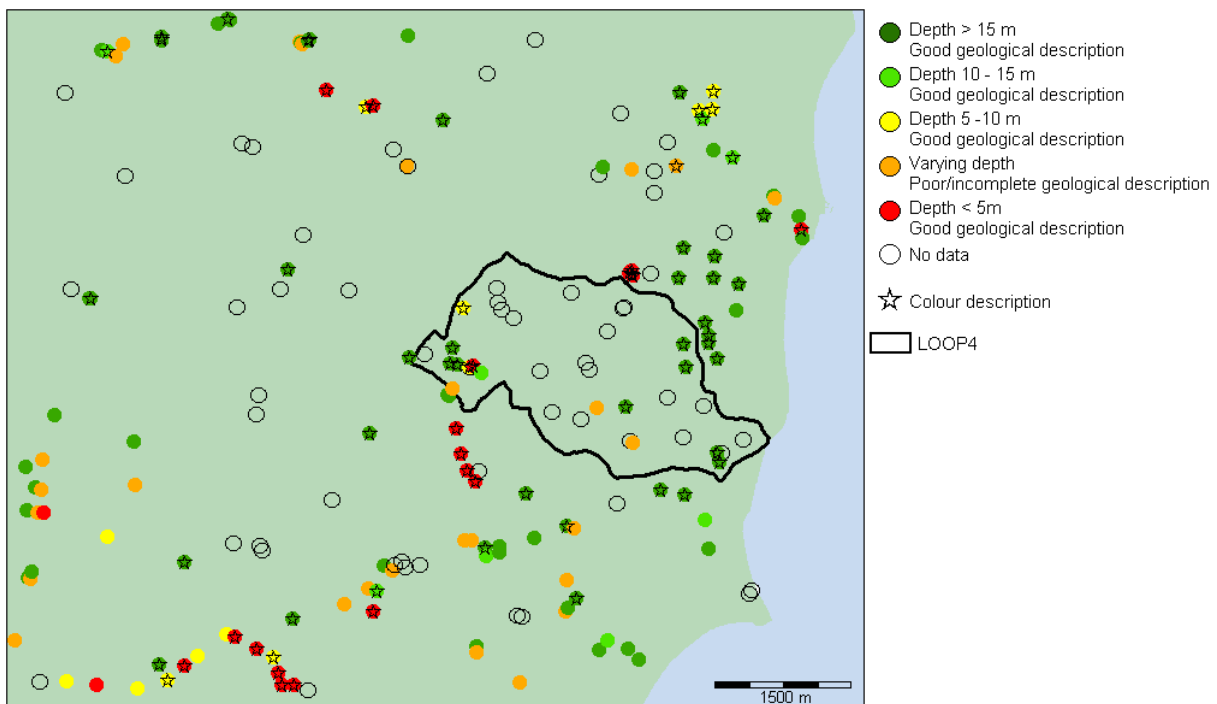 Depth > 15 m
Good geological description
Depth 10 - 15 m
Good geological description
Depth 5 -10 m
Good geological description
Varying depth
Poor/incomplete geological description
Depth < 5m
Good geological description
No data
Colour description
LOOP4
1500 m